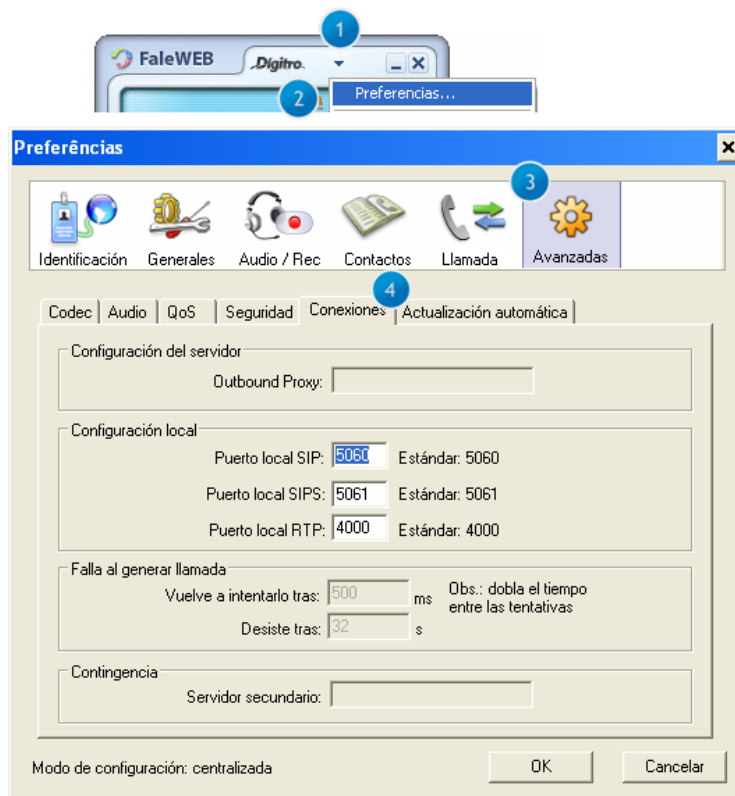 1
FaleWEB Digitro
2 Preferencias...
Preferências
3
Identificación Generales Audio / Rec Contactos Llamada Avanzadas
4
Codec Audio QoS Seguridad Conexiones Actualización automática
Configuración del servidor
Outbound Proxy:
Configuración local
Puerto local SIP: 5060 Estándar: 5060
Puerto local SIPS: 5061 Estándar: 5061
Puerto local RTP: 4000 Estándar: 4000
Falla al generar llamada
Vuelve a intentarlo tras: 500 ms Obs.: dobla el tiempo
entre las tentativas
Desiste tras: 32 s
Contingencia
Servidor secundario:
Modo de configuración: centralizada OK Cancelar